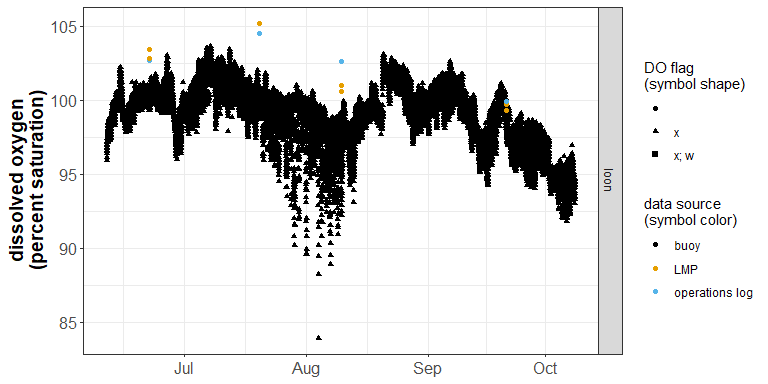 dissolved oxygen
(percent saturation)
105
100
95
90
85
Jul
Aug
Sep
Oct
loon
DO flag
(symbol shape)
x
x; w
data source
(symbol color)
buoy
LMP
operations log